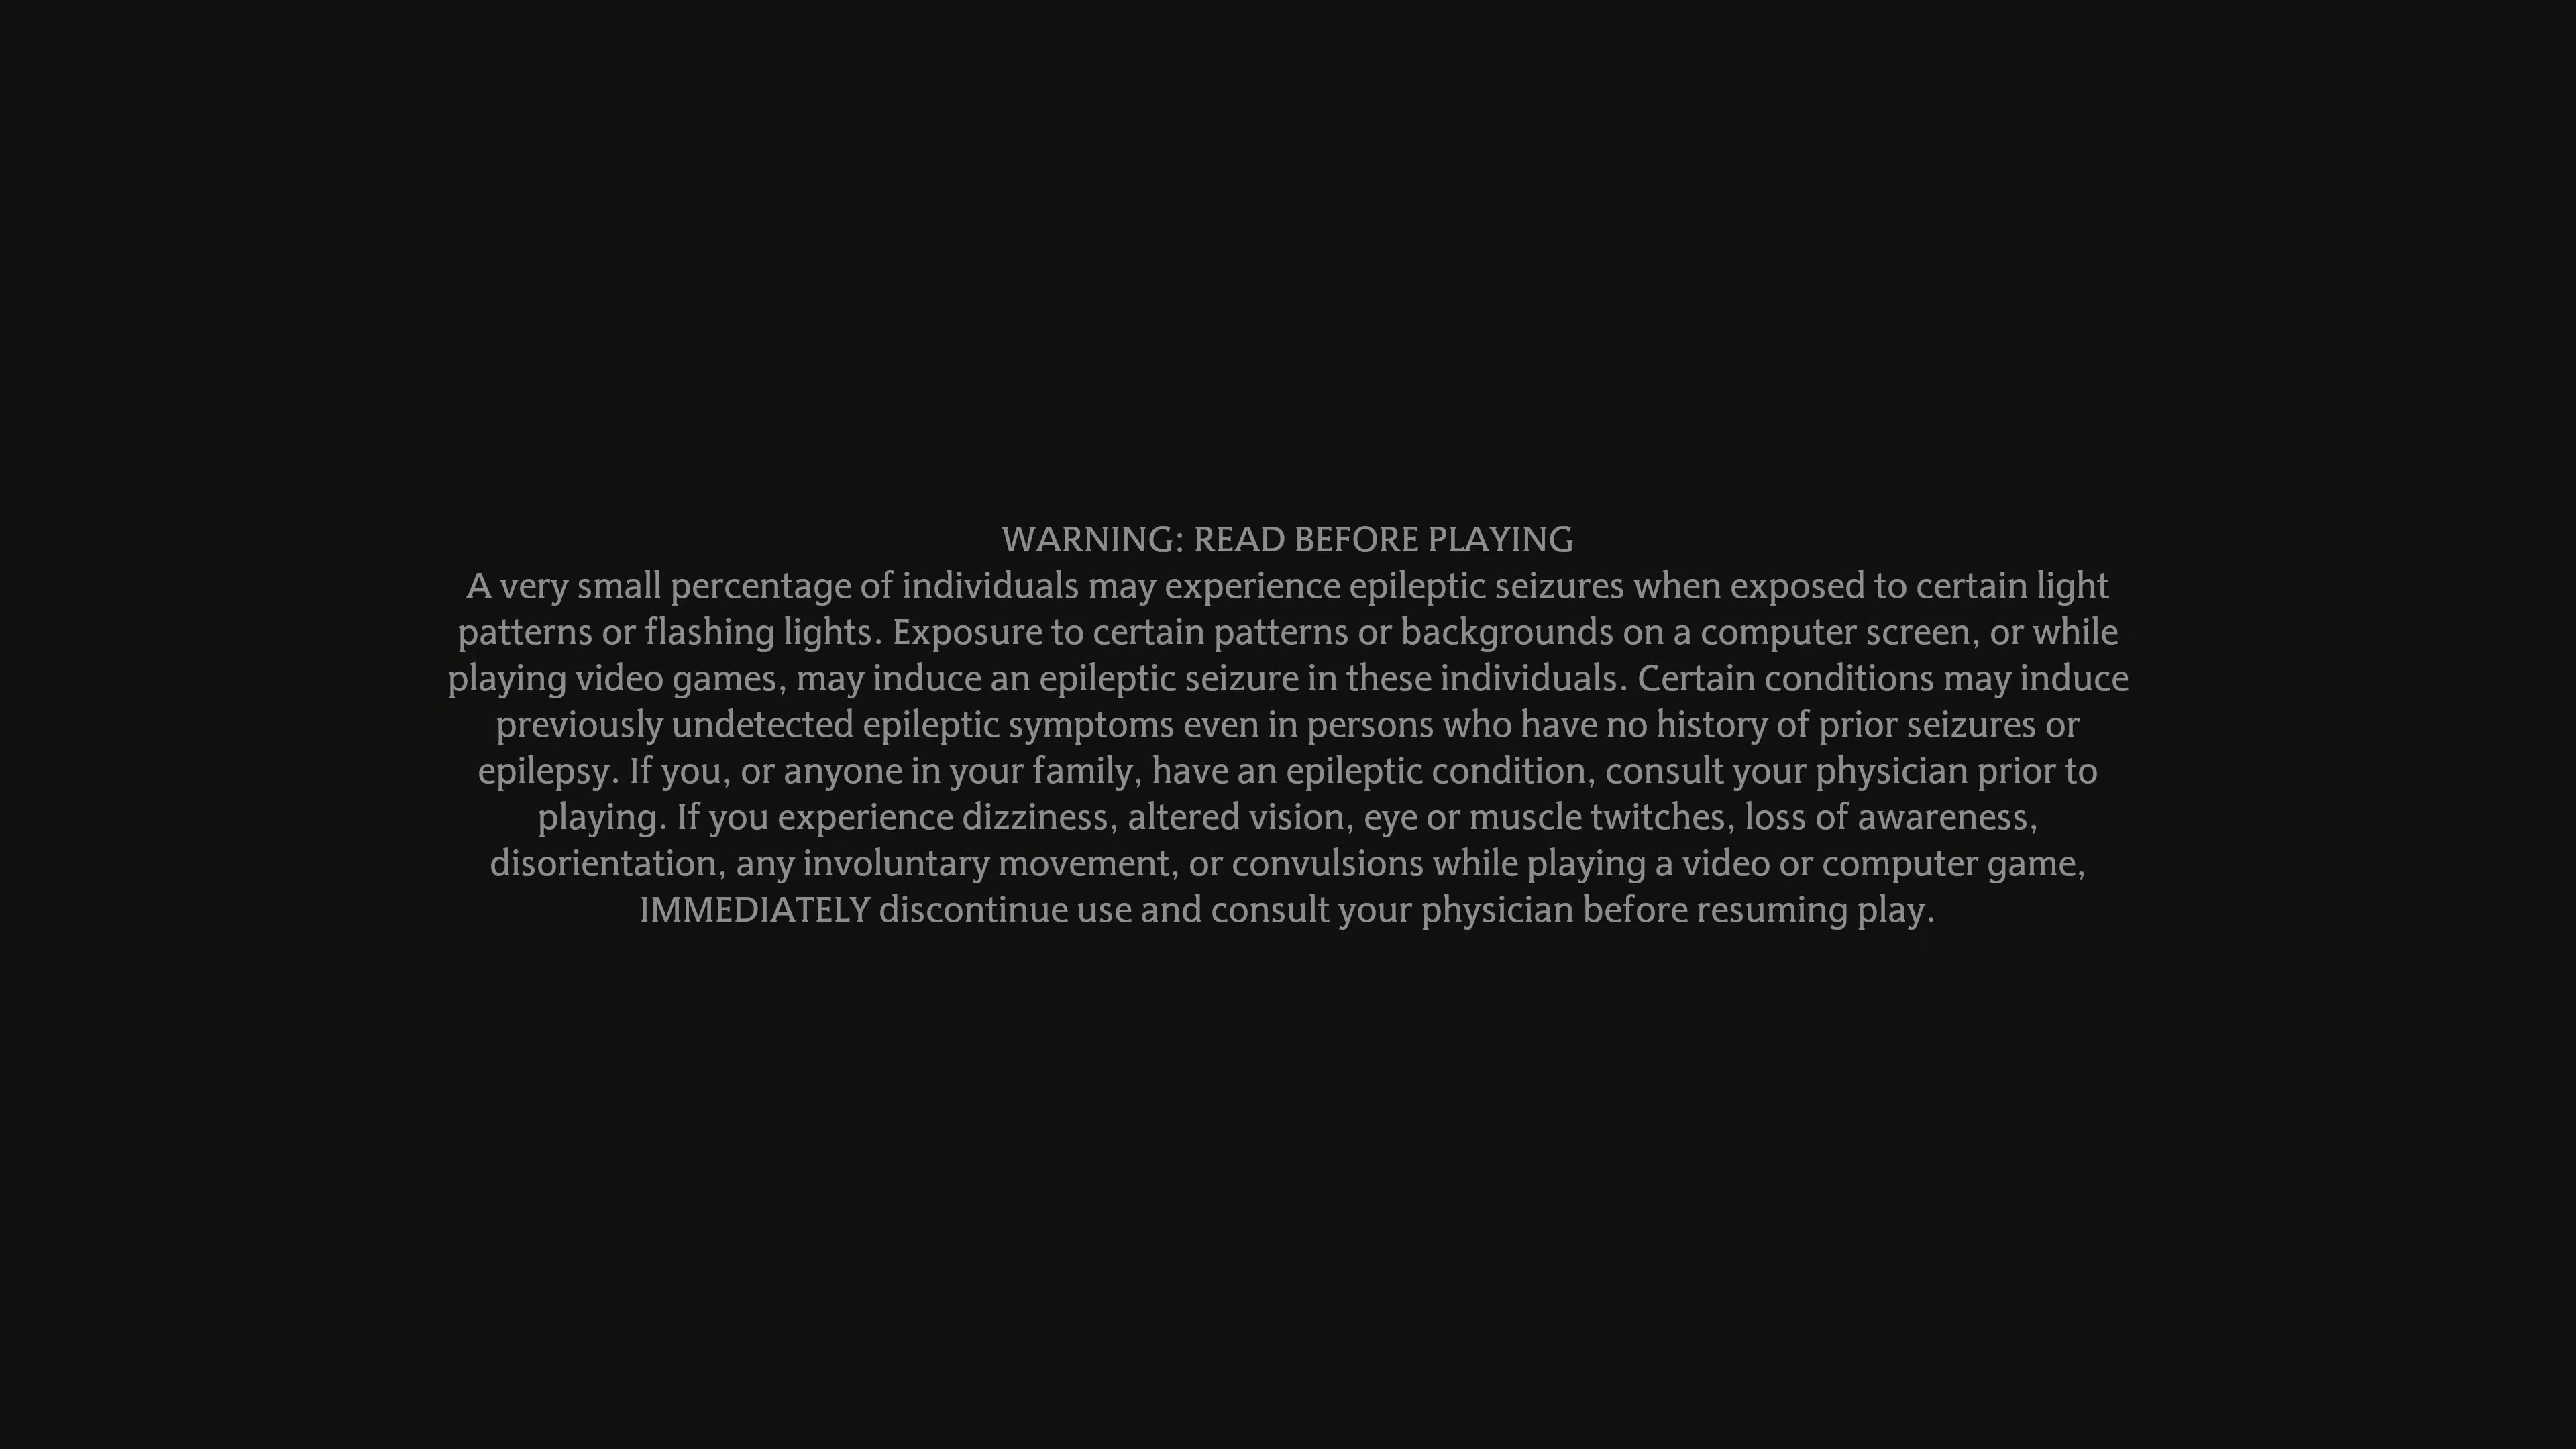 WARNING: READ BEFORE PLAYING
A very small percentage of individuals may experience epileptic seizures when exposed to certain light
patterns or flashing lights. Exposure to certain patterns or backgrounds on a computer screen, or while
playing video games, may induce an epileptic seizure in these individuals. Certain conditions may induce
previously undetected epileptic symptoms even in persons who have no history of prior seizures or
epilepsy. If you, or anyone in your family, have an epileptic condition, consult your physician prior to
playing. If you experience dizziness, altered vision, eye or muscle twitches, loss of awareness,
disorientation, any involuntary movement, or convulsions while playing a video or computer game,
IMMEDIATELY discontinue use and consult your physician before resuming play.